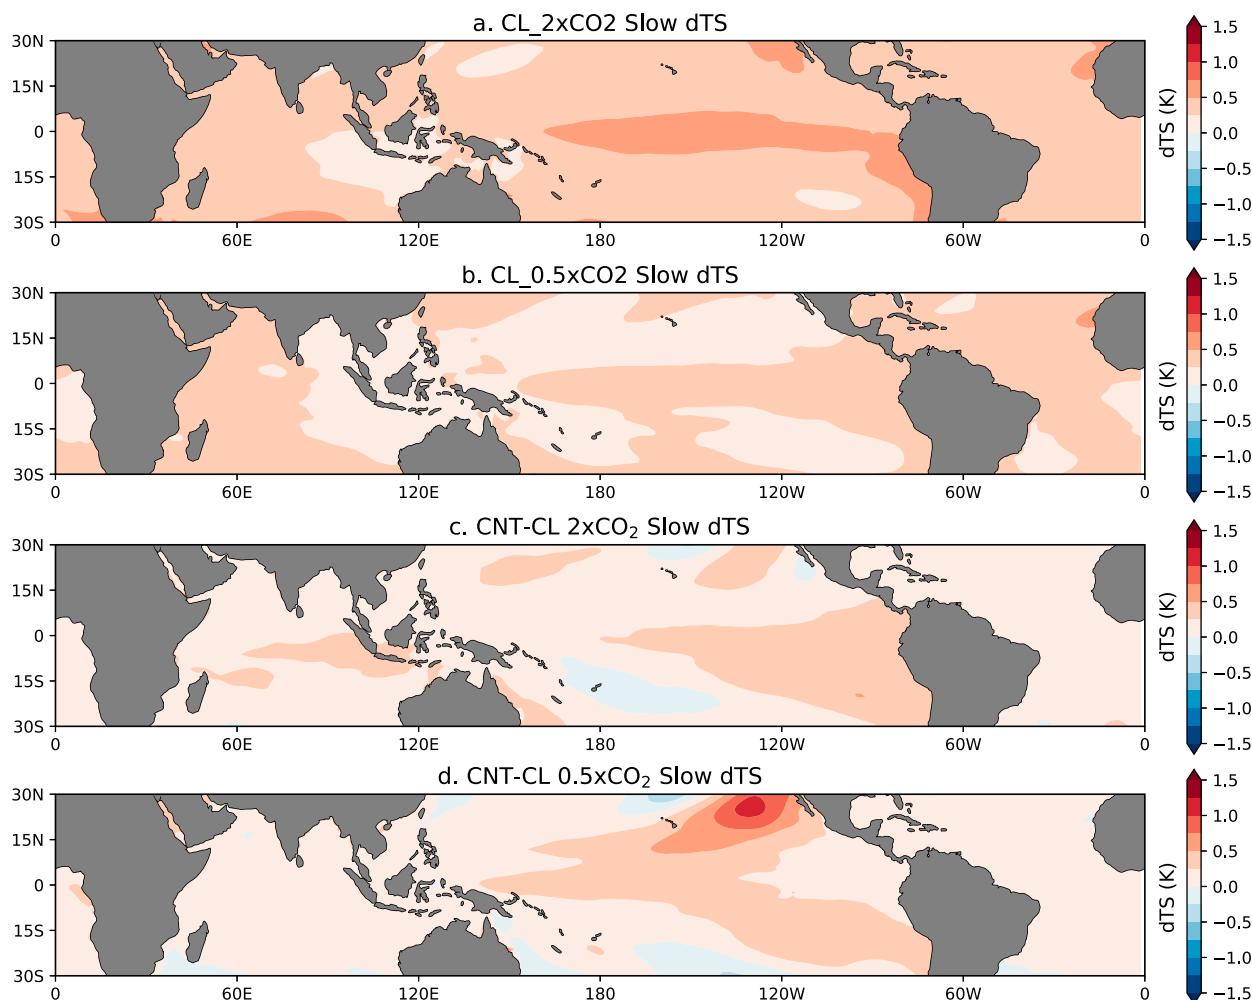 a. CL_2xCO2 Slow dTS
30N
15N
0
15S
30S
0 60E 120E 180 120W 60W 0
1.5
1.0
0.5
0.0
−0.5
−1.0
−1.5
dTS (K)
b. CL_0.5xCO2 Slow dTS
30N
15N
0
15S
30S
0 60E 120E 180 120W 60W 0
1.5
1.0
0.5
0.0
−0.5
−1.0
−1.5
dTS (K)
c. CNT-CL 2xCO₂ Slow dTS
30N
15N
0
15S
30S
0 60E 120E 180 120W 60W 0
1.5
1.0
0.5
0.0
−0.5
−1.0
−1.5
dTS (K)
d. CNT-CL 0.5xCO₂ Slow dTS
30N
15N
0
15S
30S
0 60E 120E 180 120W 60W 0
1.5
1.0
0.5
0.0
−0.5
−1.0
−1.5
dTS (K)